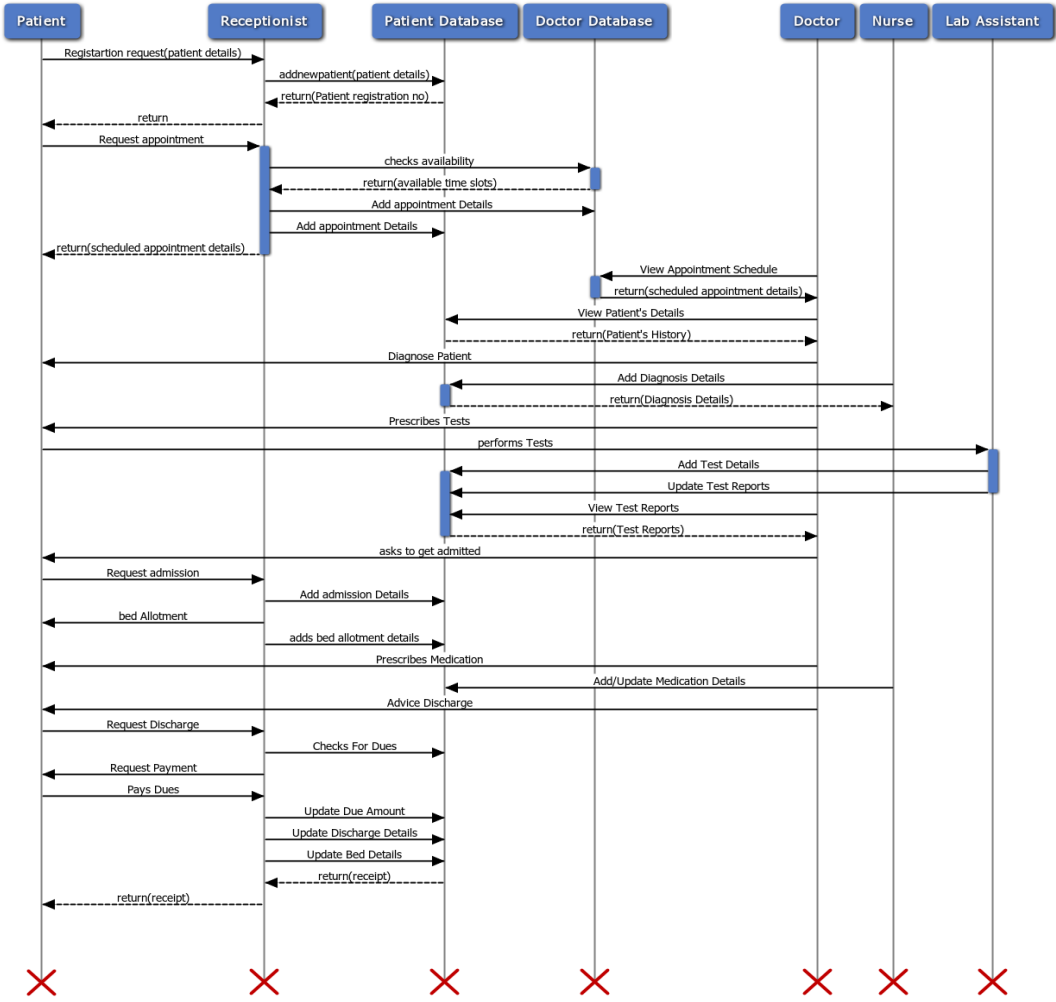 Patient
Receptionist
Patient Database
Doctor Database
Doctor
Nurse
Lab Assistant
Registartion request(patient details)
addnewpatient(patient details)
return(Patient registration no)
return
Request appointment
checks availability
return(available time slots)
Add appointment Details
Add appointment Details
return(scheduled appointment details)
View Appointment Schedule
return(scheduled appointment details)
View Patient's Details
return(Patient's History)
Diagnose Patient
Add Diagnosis Details
return(Diagnosis Details)
Prescribes Tests
performs Tests
Add Test Details
Update Test Reports
View Test Reports
return(Test Reports)
asks to get admitted
Request admission
Add admission Details
bed Allotment
adds bed allotment details
Prescribes Medication
Add/Update Medication Details
Advice Discharge
Request Discharge
Checks For Dues
Request Payment
Pays Dues
Update Due Amount
Update Discharge Details
Update Bed Details
return(receipt)
return(receipt)